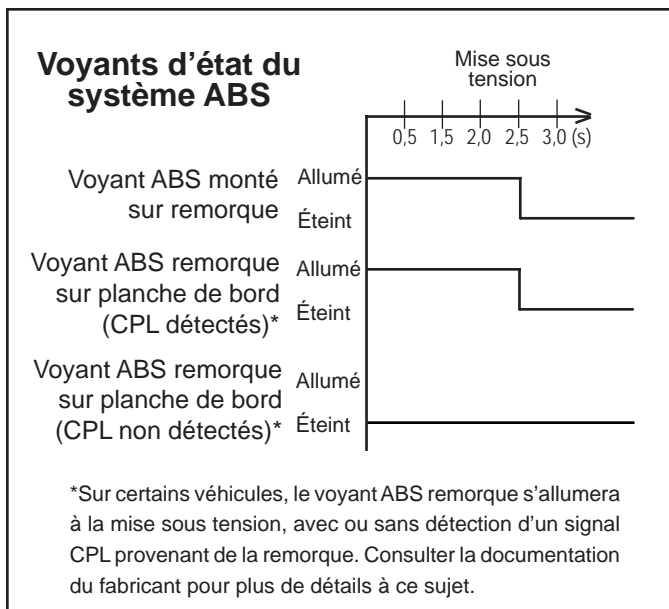 Voyants d’état du
système ABS
Mise sous
tension
0,5 1,5 2,0 2,5 3,0 (s)
Voyant ABS monté
sur remorque
Allumé
Éteint
Voyant ABS remorque
sur planche de bord
(CPL détectés)*
Allumé
Éteint
Voyant ABS remorque
sur planche de bord
(CPL non détectés)*
Allumé
Éteint
*Sur certains véhicules, le voyant ABS remorque s’allumera
à la mise sous tension, avec ou sans détection d’un signal
CPL provenant de la remorque. Consulter la documentation
du fabricant pour plus de détails à ce sujet.